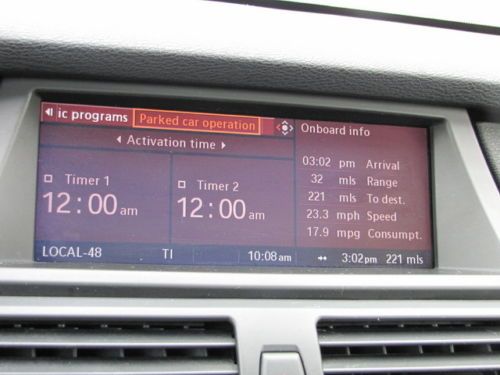 ic programs Parked car operation
Activation time
Timer 1
12:00 am
Timer 2
12:00 am
Onboard info
03:02 pm Arrival
32 mls Range
221 mls To dest.
23.3 mph Speed
17.9 mpg Consumpt.
LOCAL-48 TI 10:08 am 3:02pm 221 mls